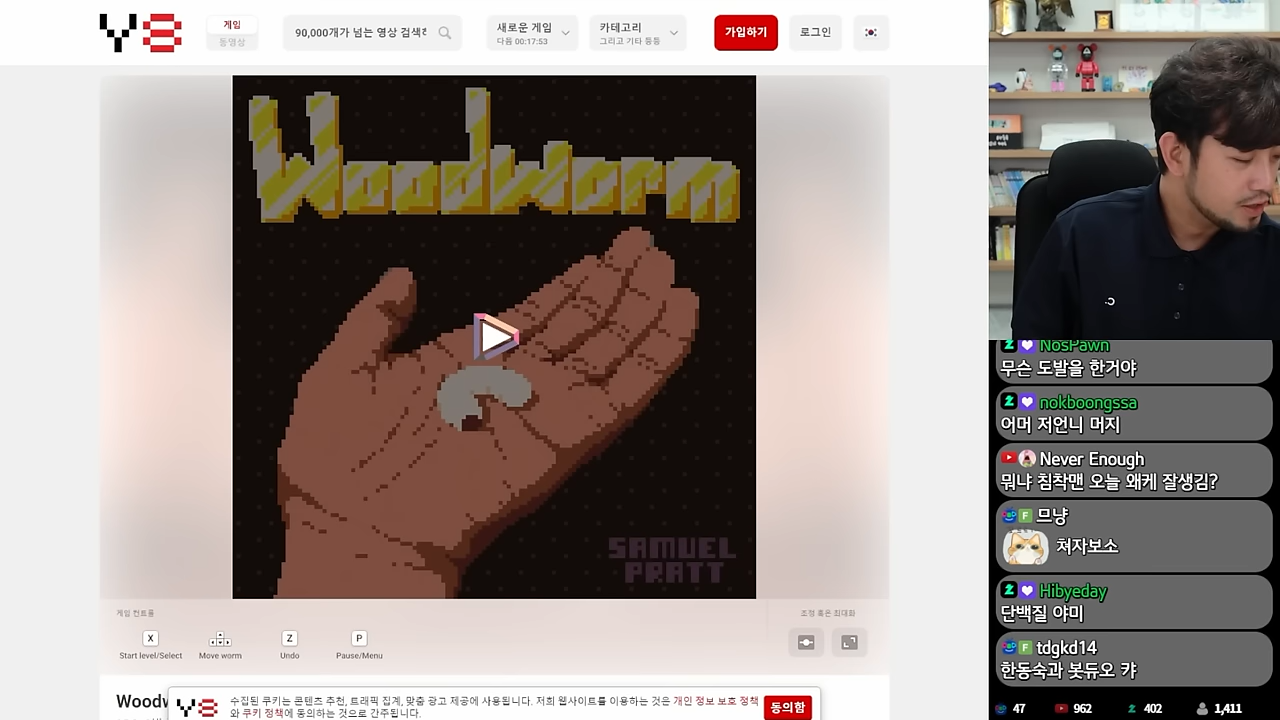 Y8
게임
동영상
90,000개가 넘는 영상 검색하
새로운 게임
다음 00:17:53
카테고리
그리고 기타 등등
가입하기
로그인
Woodworm
SAMUEL
PRATT
게임 컨트롤
조정 혹은 최대화
X
Z
P
Start level/Select
Move worm
Undo
Pause/Menu
Woodw
Y8
수집된 쿠키는 콘텐츠 추천, 트래픽 집계, 맞춤 광고 제공에 사용됩니다. 저희 웹사이트를 이용하는 것은 개인 정보 보호 정책
와 쿠키 정책에 동의하는 것으로 간주됩니다.
동의함
NosPawn
무슨 도발을 한거야
nokboongssa
어머 저언니 머지
Never Enough
뭐냐 침착맨 오늘 왜케 잘생김?
므냥
쳐자보소
Hibyeday
단백질 야미
tdgkd14
한동숙과 봇듀오 캬
47
962
402
1,411